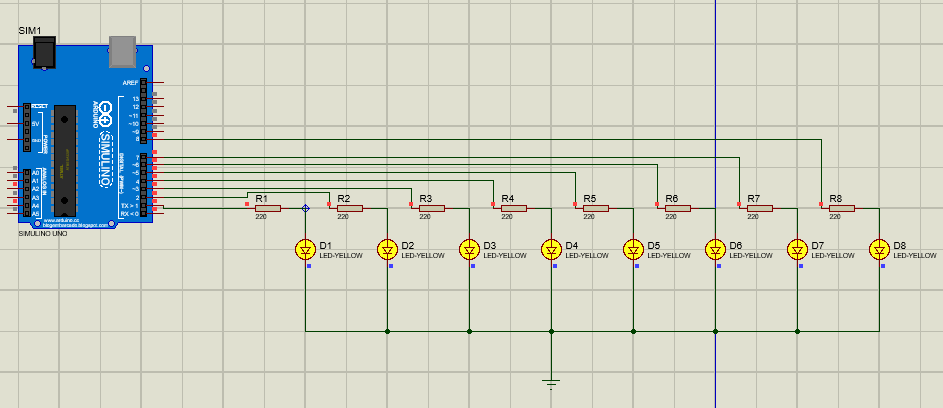 SIM1
AREF
13
12
~11
~10
~9
8
7
~6
~5
4
~3
2
TX > 1
RX < 0
RESET
5V
GND
POWER
A0
A1
A2
A3
A4
A5
ANALOG IN
ARDUINO
SIMULINO
www.arduino.cc
blogembarcado.blogspot.com
SIMULINO UNO
R1
220
R2
220
R3
220
R4
220
R5
220
R6
220
R7
220
R8
220
D1
LED-YELLOW
D2
LED-YELLOW
D3
LED-YELLOW
D4
LED-YELLOW
D5
LED-YELLOW
D6
LED-YELLOW
D7
LED-YELLOW
D8
LED-YELLOW